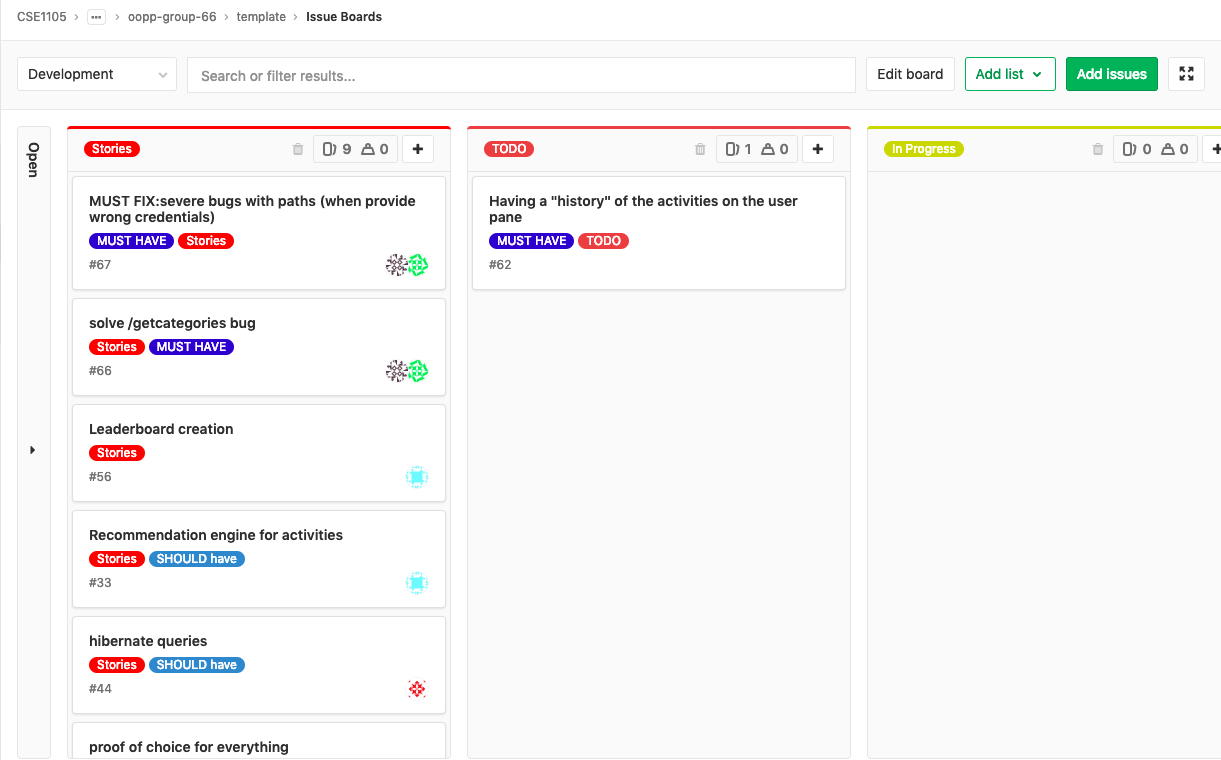 CSE1105 › ··· › oopp-group-66 › template › Issue Boards
Development
Search or filter results...
Edit board
Add list
Add issues
Open
Stories
9
0
MUST FIX:severe bugs with paths (when provide
wrong credentials)
MUST HAVE
Stories
#67
solve /getcategories bug
Stories
MUST HAVE
#66
Leaderboard creation
Stories
#56
Recommendation engine for activities
Stories
SHOULD have
#33
hibernate queries
Stories
SHOULD have
#44
proof of choice for everything
TODO
1
0
Having a "history" of the activities on the user
pane
MUST HAVE
TODO
#62
In Progress
0
0